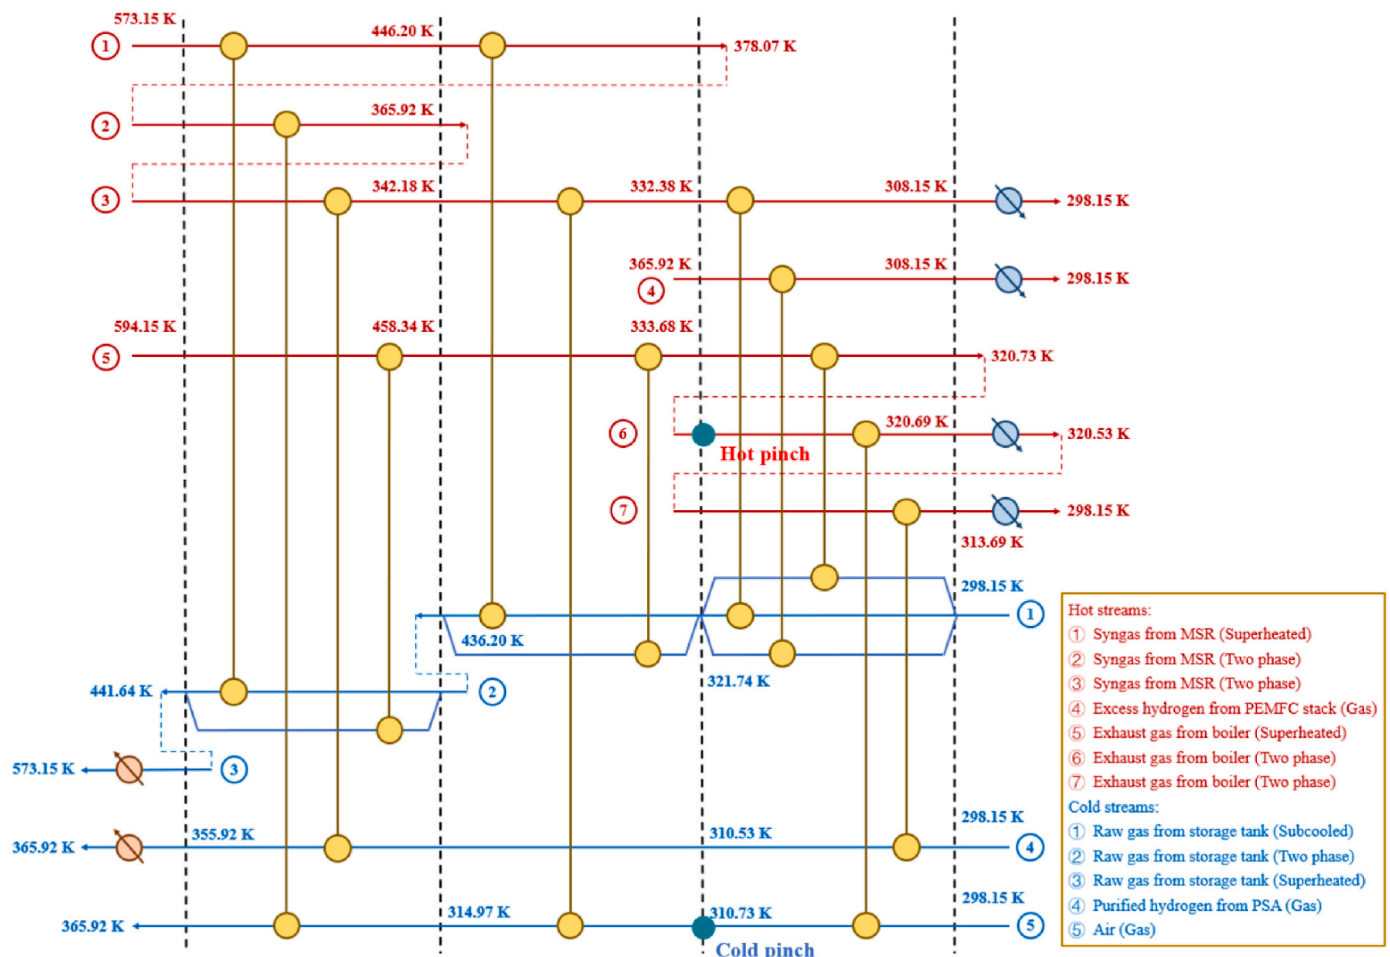 573.15 K
446.20 K
1
378.07 K
365.92 K
2
342.18 K
332.38 K
308.15 K
3
298.15 K
365.92 K
308.15 K
4
298.15 K
594.15 K
458.34 K
333.68 K
5
320.73 K
320.69 K
6
320.53 K
Hot pinch
7
298.15 K
313.69 K
298.15 K
1
436.20 K
321.74 K
441.64 K
2
573.15 K
3
355.92 K
310.53 K
298.15 K
365.92 K
4
314.97 K
310.73 K
298.15 K
365.92 K
5
Cold pinch
Hot streams:
① Syngas from MSR (Superheated)
② Syngas from MSR (Two phase)
③ Syngas from MSR (Two phase)
④ Excess hydrogen from PEMFC stack (Gas)
⑤ Exhaust gas from boiler (Superheated)
⑥ Exhaust gas from boiler (Two phase)
⑦ Exhaust gas from boiler (Two phase)
Cold streams:
① Raw gas from storage tank (Subcooled)
② Raw gas from storage tank (Two phase)
③ Raw gas from storage tank (Superheated)
④ Purified hydrogen from PSA (Gas)
⑤ Air (Gas)